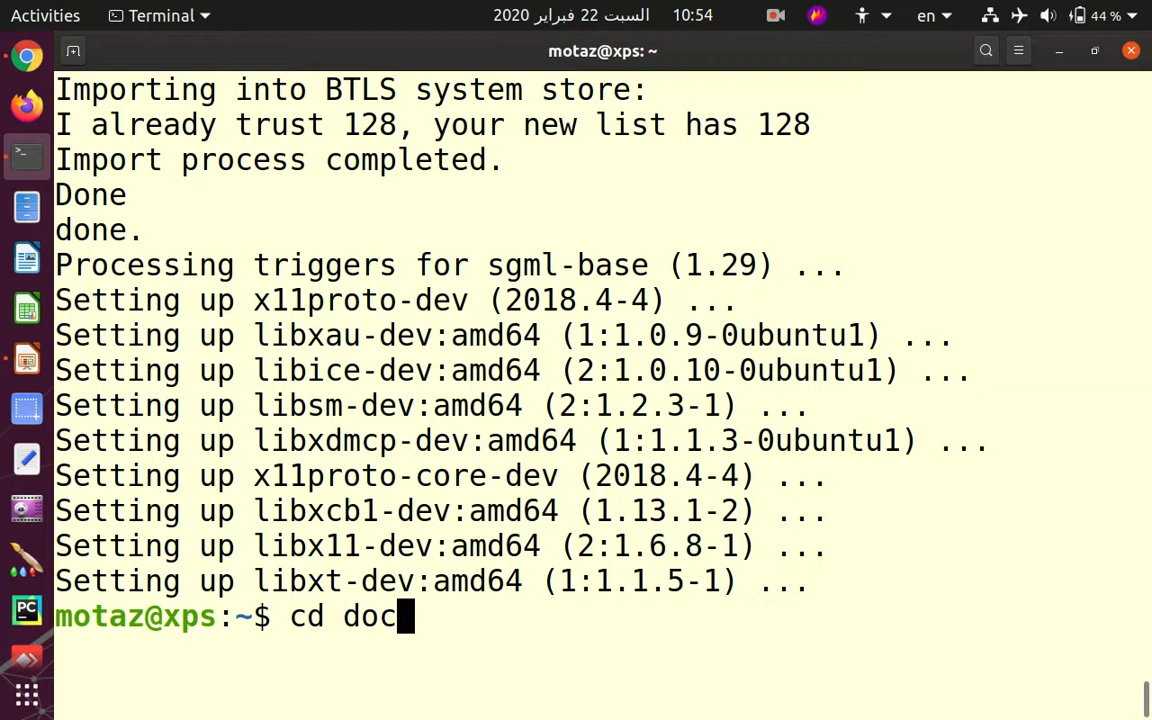 Activities Terminal السبت 22 فبراير 2020 10:54 en 44 %
motaz@xps: ~
Importing into BTLS system store:
I already trust 128, your new list has 128
Import process completed.
Done
done.
Processing triggers for sgml-base (1.29) ...
Setting up x11proto-dev (2018.4-4) ...
Setting up libxau-dev:amd64 (1:1.0.9-0ubuntu1) ...
Setting up libice-dev:amd64 (2:1.0.10-0ubuntu1) ...
Setting up libsm-dev:amd64 (2:1.2.3-1) ...
Setting up libxdmcp-dev:amd64 (1:1.1.3-0ubuntu1) ...
Setting up x11proto-core-dev (2018.4-4) ...
Setting up libxcb1-dev:amd64 (1.13.1-2) ...
Setting up libx11-dev:amd64 (2:1.6.8-1) ...
Setting up libxt-dev:amd64 (1:1.1.5-1) ...
motaz@xps:~$ cd doc
PC